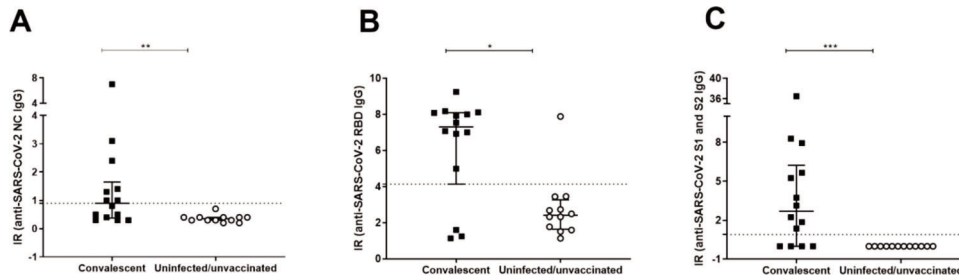 A
**
IR (anti-SARS-CoV-2 NC IgG)
8
4
4
3
2
1
0
-1
Convalescent
Uninfected/unvaccinated
B
*
IR (anti-SARS-CoV-2 RBD IgG)
10
8
6
4
2
0
Convalescent
Uninfected/unvaccinated
C
***
IR (anti-SARS-CoV-2 S1 and S2 IgG)
40
36
8
5
2
-1
Convalescent
Uninfected/unvaccinated